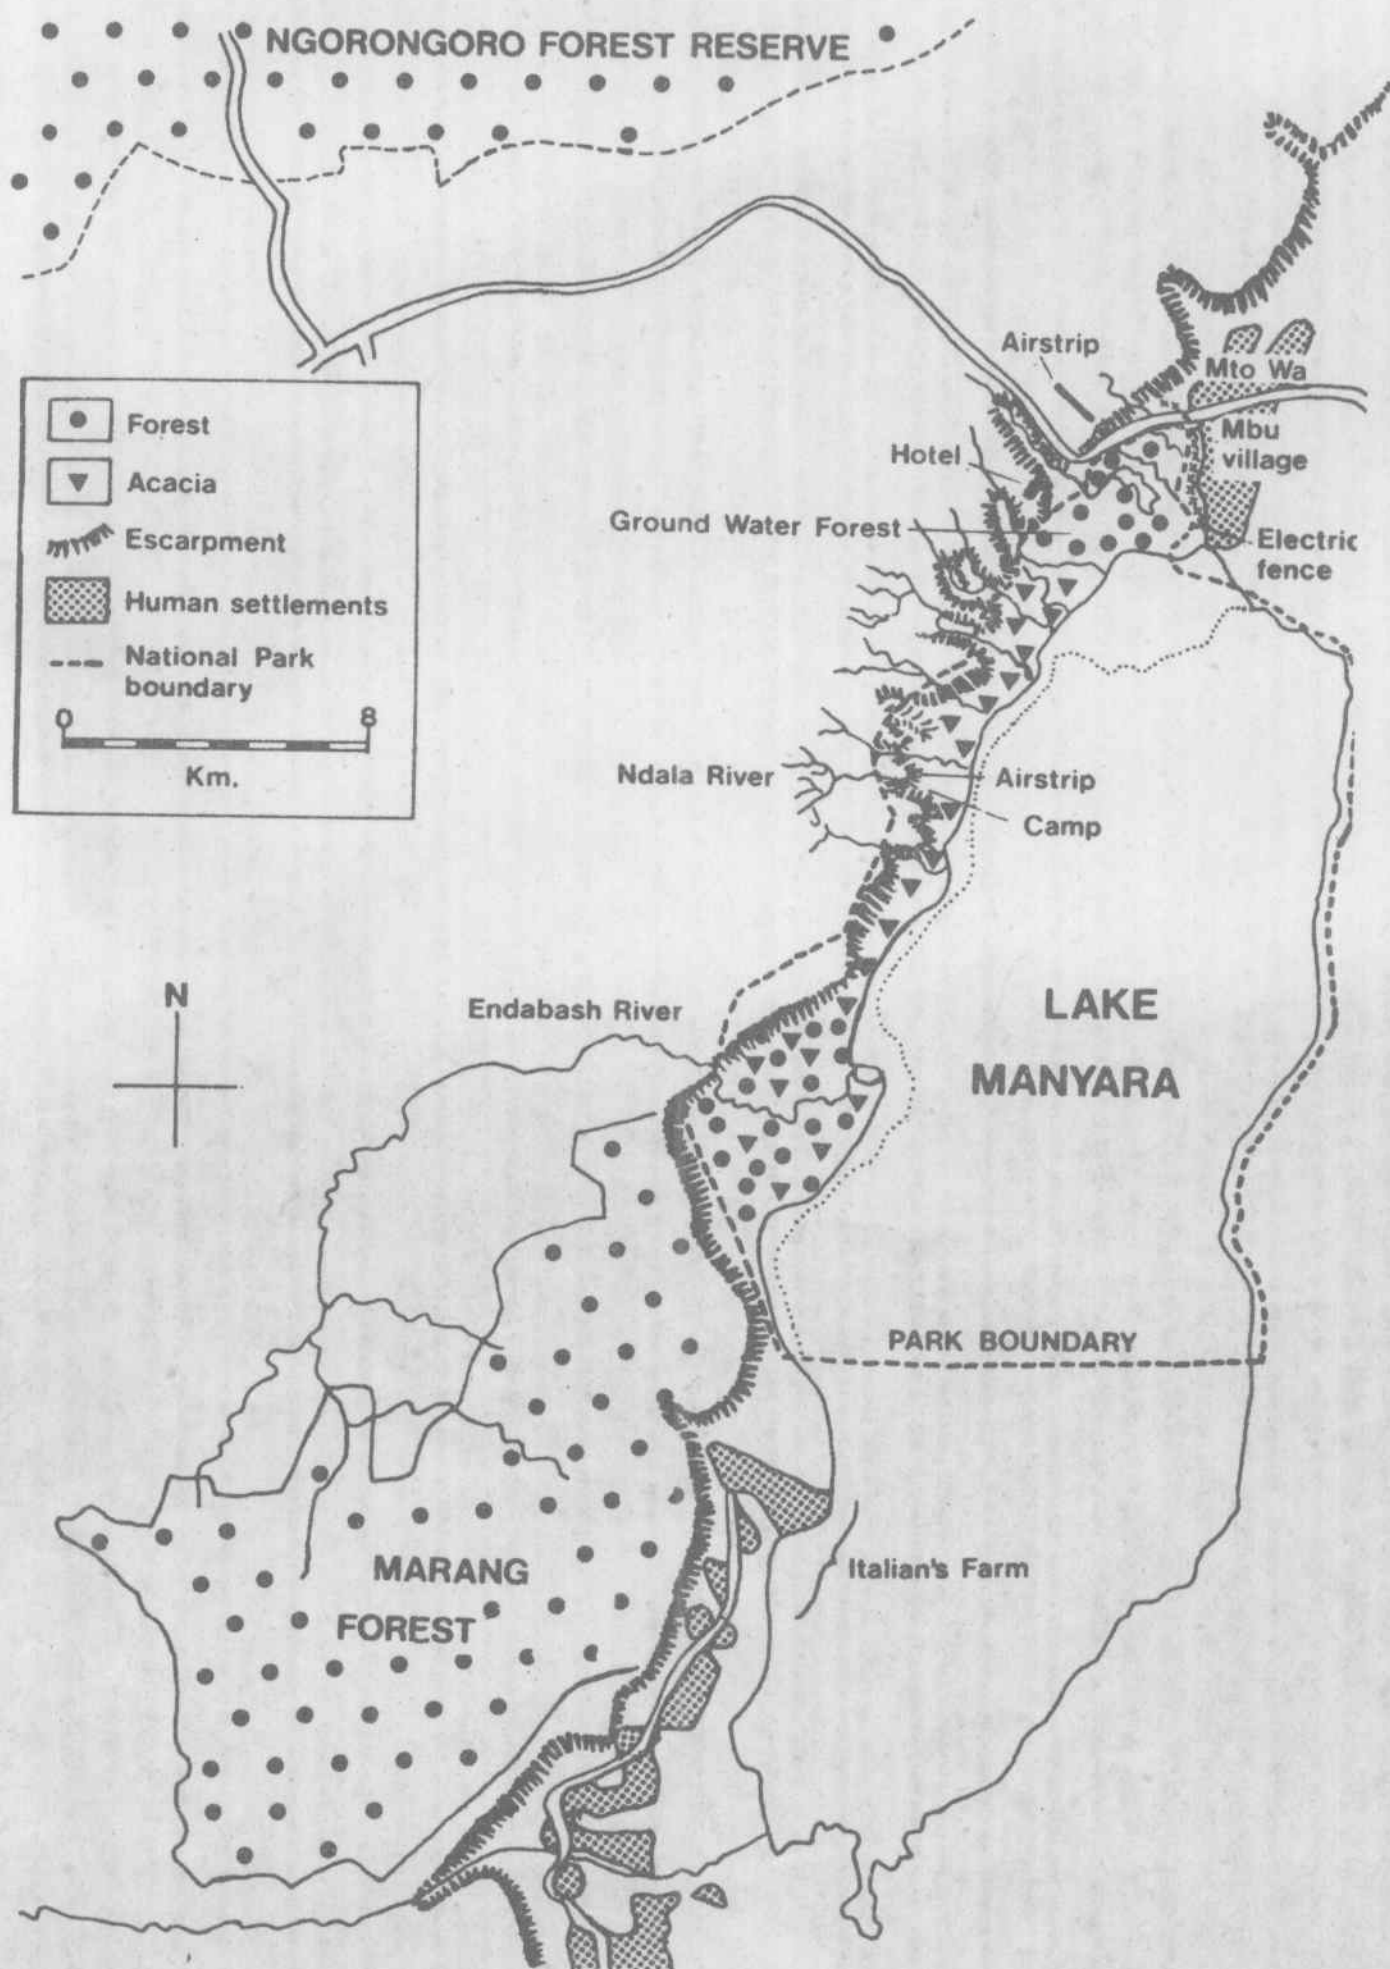 NGORONGORO FOREST RESERVE
Airstrip
Mto Wa
Mbu
village
Hotel
Ground Water Forest
Electric
fence
Forest
Acacia
Escarpment
Human settlements
National Park
boundary
0 8
Km.
Ndala River
Airstrip
Camp
N
Endabash River
LAKE
MANYARA
PARK BOUNDARY
MARANG
FOREST
Italian's Farm